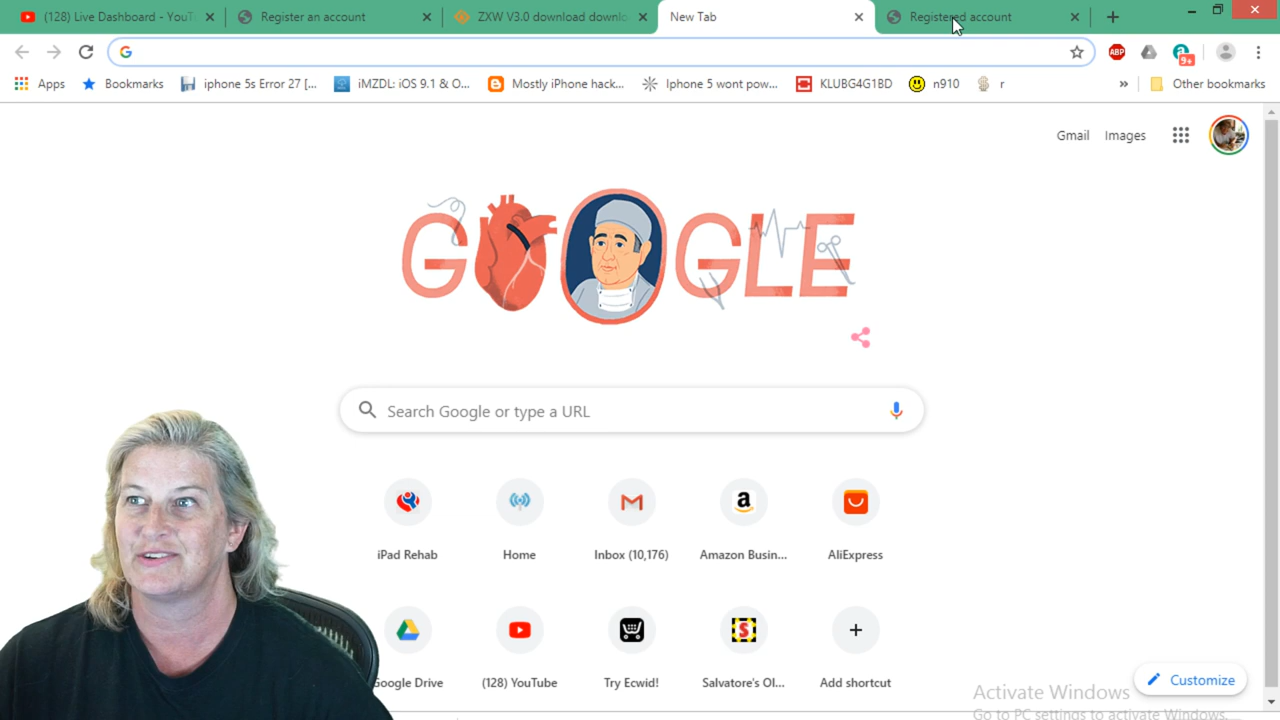 (128) Live Dashboard - YouT
Register an account
ZXW V3.0 download downlo
New Tab
Registered account
G
ABP
9+
Apps
Bookmarks
iphone 5s Error 27 [...
iMZDL: iOS 9.1 & O...
Mostly iPhone hack...
Iphone 5 wont pow...
KLUBG4G1BD
n910
r
»
Other bookmarks
Gmail
Images
GOOGLE
Search Google or type a URL
iPad Rehab
Home
Inbox (10,176)
Amazon Busin...
AliExpress
Google Drive
(128) YouTube
Try Ecwid!
Salvatore's Ol...
Add shortcut
Customize
Activate Windows
Go to PC settings to activate Windows.